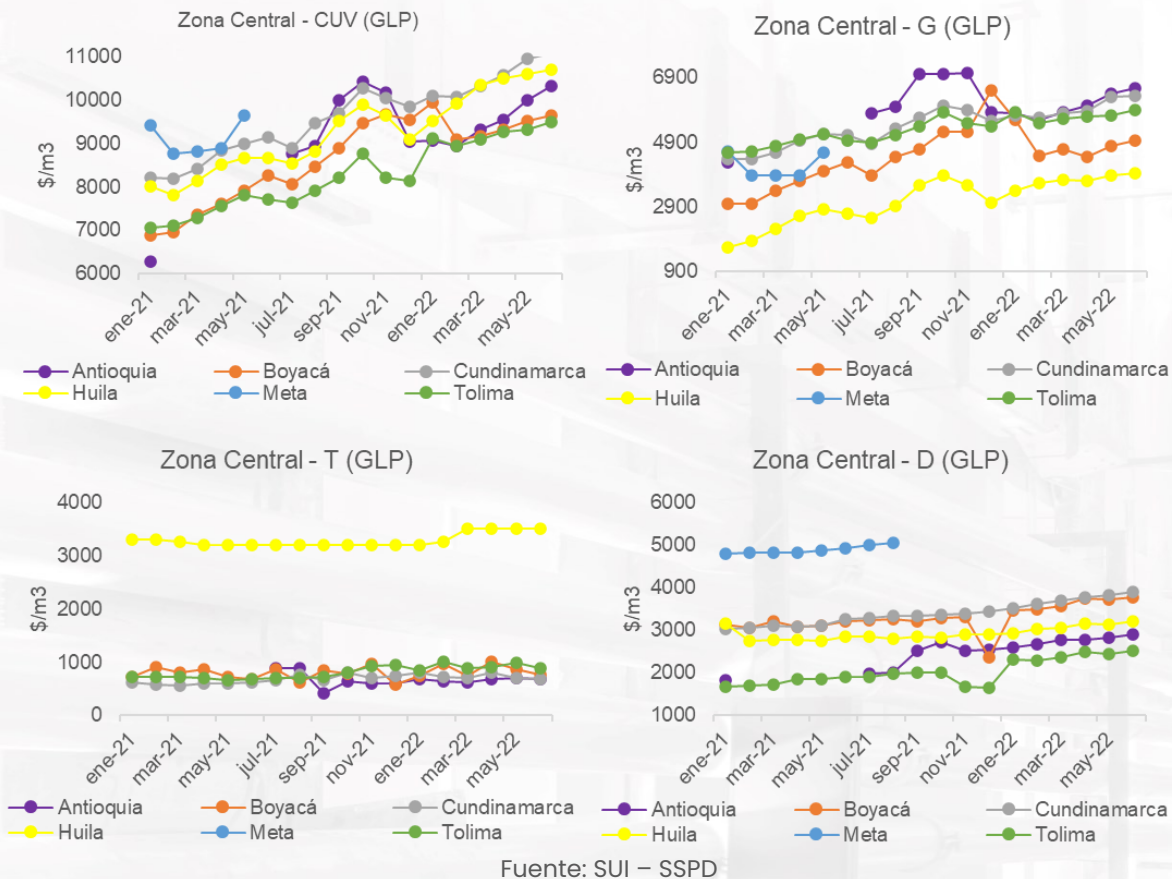 Zona Central - CUV (GLP)
$/m3
11000
10000
9000
8000
7000
6000
ene-21
mar-21
may-21
jul-21
sep-21
nov-21
ene-22
mar-22
may-22
Antioquia Boyacá Cundinamarca
Huila Meta Tolima
Zona Central - G (GLP)
$/m3
6900
4900
2900
900
ene-21
mar-21
may-21
jul-21
sep-21
nov-21
ene-22
mar-22
may-22
Antioquia Boyacá Cundinamarca
Huila Meta Tolima
Zona Central - T (GLP)
$/m3
4000
3000
2000
1000
0
ene-21
mar-21
may-21
jul-21
sep-21
nov-21
ene-22
mar-22
may-22
Antioquia Boyacá Cundinamarca
Huila Meta Tolima
Zona Central - D (GLP)
$/m3
6000
5000
4000
3000
2000
1000
ene-21
mar-21
may-21
jul-21
sep-21
nov-21
ene-22
mar-22
may-22
Antioquia Boyacá Cundinamarca
Huila Meta Tolima
Fuente: SUI – SSPD